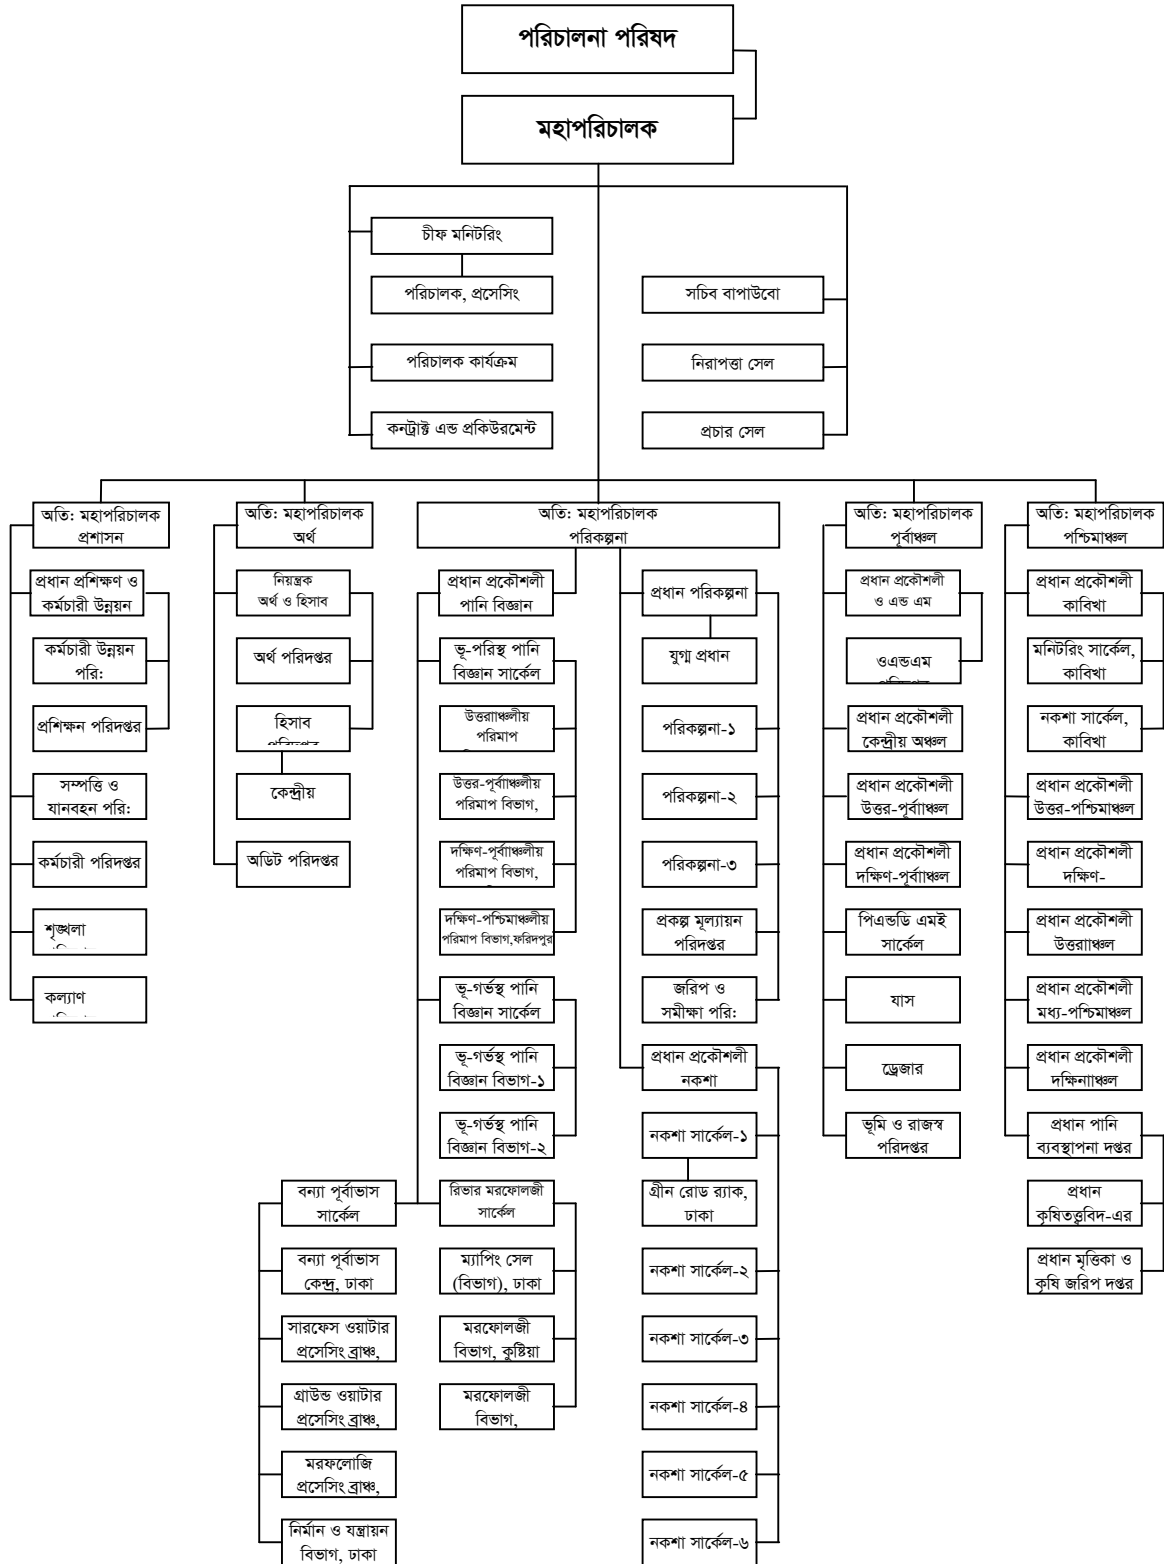 পরিচালনা পরিষদ
মহাপরিচালক
চীফ মনিটরিং
পরিচালক, প্রসেসিং
পরিচালক কার্যক্রম
কনট্রাক্ট এন্ড প্রকিউরমেন্ট
সচিব বাপাউবো
নিরাপত্তা সেল
প্রচার সেল
অতি: মহাপরিচালক
প্রশাসন
প্রধান প্রশিক্ষণ ও
কর্মচারী উন্নয়ন
কর্মচারী উন্নয়ন
পরি:
প্রশিক্ষন পরিদপ্তর
সম্পত্তি ও
যানবহন পরি:
কর্মচারী পরিদপ্তর
শৃঙ্খলা
কল্যাণ
অতি: মহাপরিচালক
অর্থ
নিয়ন্ত্রক
অর্থ ও হিসাব
অর্থ পরিদপ্তর
হিসাব
কেন্দ্রীয়
অডিট পরিদপ্তর
অতি: মহাপরিচালক
পরিকল্পনা
প্রধান প্রকৌশলী
পানি বিজ্ঞান
ভূ-পরিস্থ পানি
বিজ্ঞান সার্কেল
উত্তরাাঞ্চলীয়
পরিমাপ
উত্তর-পূর্বাাঞ্চলীয়
পরিমাপ বিভাগ,
দক্ষিণ-পূর্বাাঞ্চলীয়
পরিমাপ বিভাগ,
দক্ষিণ-পশ্চিমাঞ্চলীয়
পরিমাপ বিভাগ,ফরিদপুর
ভূ-গর্ভস্থ পানি
বিজ্ঞান সার্কেল
ভূ-গর্ভস্থ পানি
বিজ্ঞান বিভাগ-১
ভূ-গর্ভস্থ পানি
বিজ্ঞান বিভাগ-২
রিভার মরফোলজী
সার্কেল
ম্যাপিং সেল
(বিভাগ), ঢাকা
মরফোলজী
বিভাগ, কুষ্টিয়া
মরফোলজী
বিভাগ,
বন্যা পূর্বাভাস
সার্কেল
বন্যা পূর্বাভাস
কেন্দ্র, ঢাকা
সারফেস ওয়াটার
প্রসেসিং ব্রাঞ্চ,
গ্রাউন্ড ওয়াটার
প্রসেসিং ব্রাঞ্চ,
মরফলোজি
প্রসেসিং ব্রাঞ্চ,
নির্মান ও যন্ত্রায়ন
বিভাগ, ঢাকা
প্রধান পরিকল্পনা
যুগ্ম প্রধান
পরিকল্পনা-১
পরিকল্পনা-২
পরিকল্পনা-৩
প্রকল্প মূল্যায়ন
পরিদপ্তর
জরিপ ও
সমীক্ষা পরি:
প্রধান প্রকৌশলী
নকশা
নকশা সার্কেল-১
গ্রীন রোড র‌্যাক,
ঢাকা
নকশা সার্কেল-২
নকশা সার্কেল-৩
নকশা সার্কেল-৪
নকশা সার্কেল-৫
নকশা সার্কেল-৬
অতি: মহাপরিচালক
পূর্বাঞ্চল
প্রধান প্রকৌশলী
ও এন্ড এম
ওএন্ডএম
প্রধান প্রকৌশলী
কেন্দ্রীয় অঞ্চল
প্রধান প্রকৌশলী
উত্তর-পূর্বাাঞ্চল
প্রধান প্রকৌশলী
দক্ষিণ-পূর্বাাঞ্চল
পিএন্ডডি এমই
সার্কেল
যাস
ড্রেজার
ভূমি ও রাজস্ব
পরিদপ্তর
অতি: মহাপরিচালক
পশ্চিমাঞ্চল
প্রধান প্রকৌশলী
কাবিখা
মনিটরিং সার্কেল,
কাবিখা
নকশা সার্কেল,
কাবিখা
প্রধান প্রকৌশলী
উত্তর-পশ্চিমাঞ্চল
প্রধান প্রকৌশলী
দক্ষিণ-
প্রধান প্রকৌশলী
উত্তরাাঞ্চল
প্রধান প্রকৌশলী
মধ্য-পশ্চিমাঞ্চল
প্রধান প্রকৌশলী
দক্ষিনাাঞ্চল
প্রধান পানি
ব্যবস্থাপনা দপ্তর
প্রধান
কৃষিতত্ত্ববিদ-এর
প্রধান মৃত্তিকা ও
কৃষি জরিপ দপ্তর